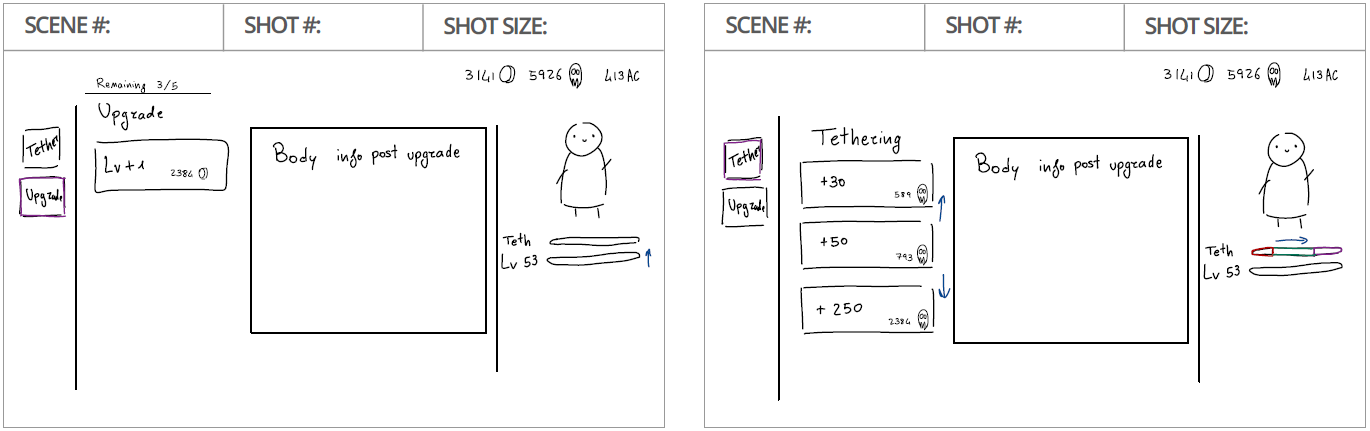 SCENE #: SHOT #: SHOT SIZE:
3141 5926 413AC
Remaining 3/5
Upgrade
Tether
Lv+1
2384
Upgrade
Body info post upgrade
Teth
Lv 53
SCENE #: SHOT #: SHOT SIZE:
3141 5926 413AC
Tethering
Tether
+30
589
Upgrade
+50
793
+ 250
2384
Body info post upgrade
Teth
Lv 53